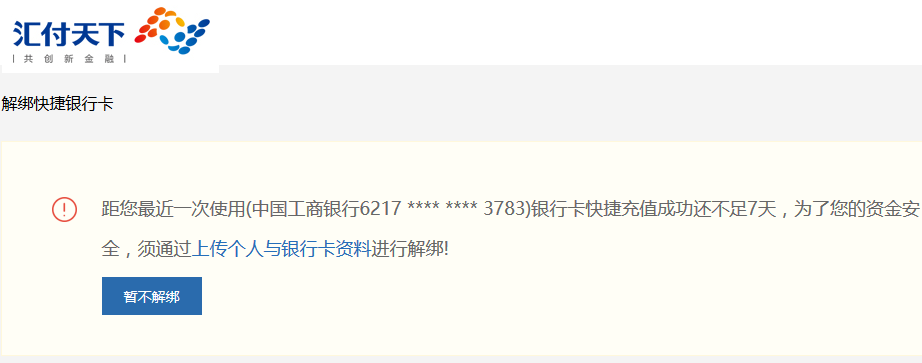 汇付天下
共 创 新 金 融
解绑快捷银行卡
距您最近一次使用(中国工商银行6217 **** **** 3783)银行卡快捷充值成功还不足7天，为了您的资金安
全，须通过上传个人与银行卡资料进行解绑!
暂不解绑